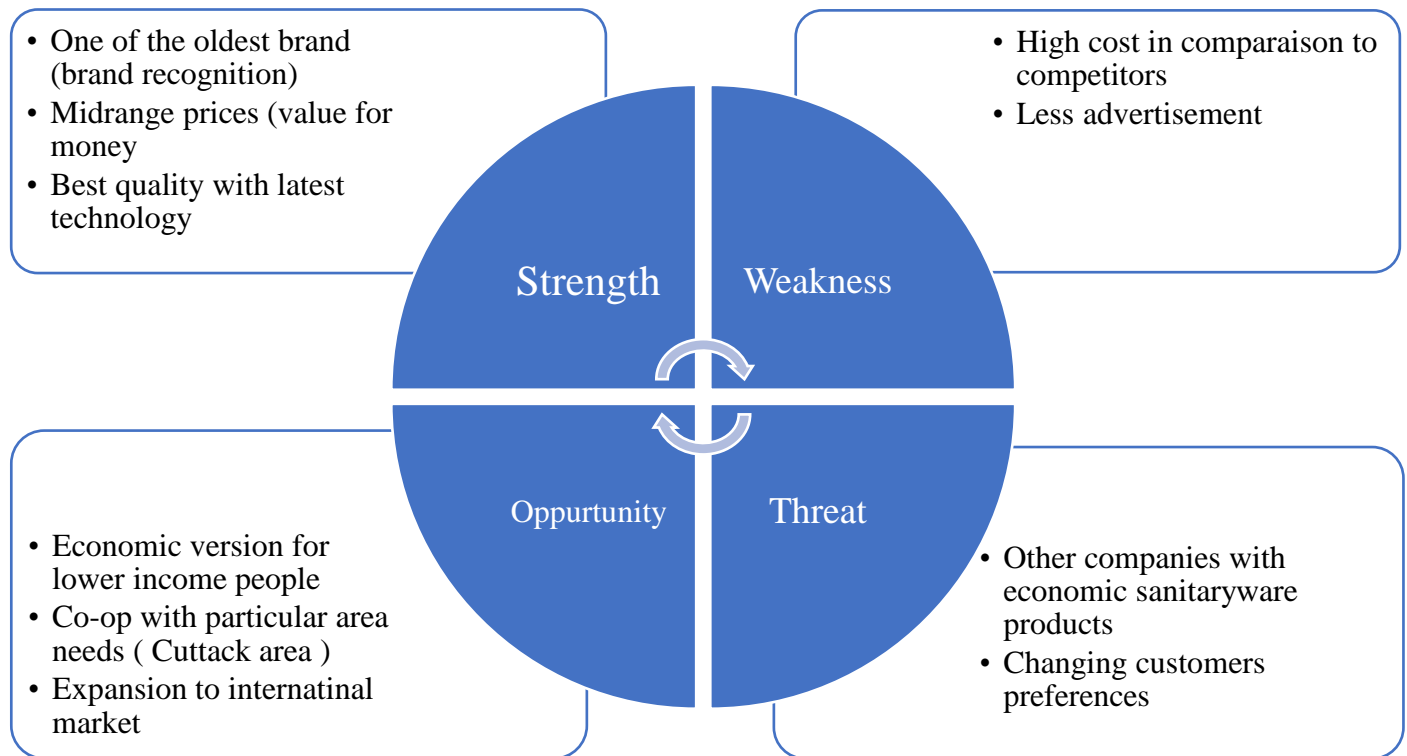 • One of the oldest brand
(brand recognition)
• Midrange prices (value for
money
• Best quality with latest
technology
• High cost in comparaison to
competitors
• Less advertisement
Strength
Weakness
Oppurtunity
Threat
• Economic version for
lower income people
• Co-op with particular area
needs ( Cuttack area )
• Expansion to internatinal
market
• Other companies with
economic sanitaryware
products
• Changing customers
preferences